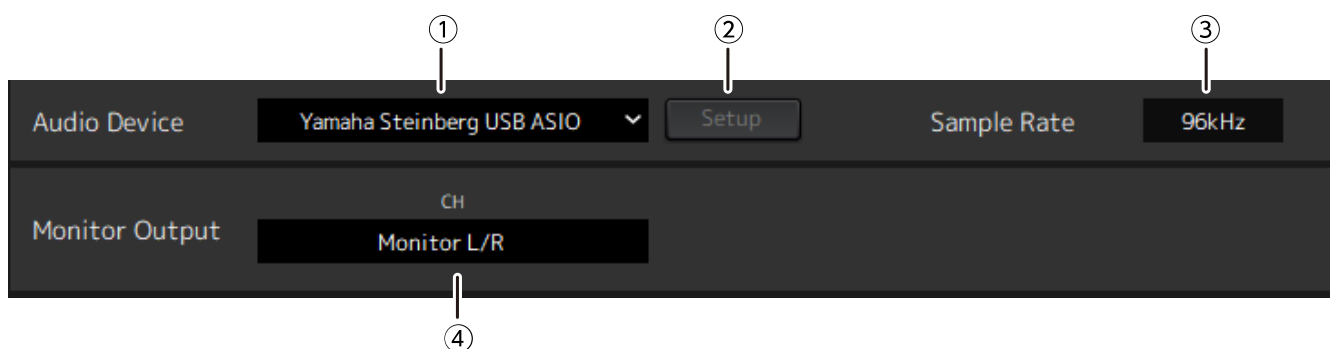 ① ② ③
Audio Device Yamaha Steinberg USB ASIO Setup Sample Rate 96kHz
CH
Monitor Output Monitor L/R
④